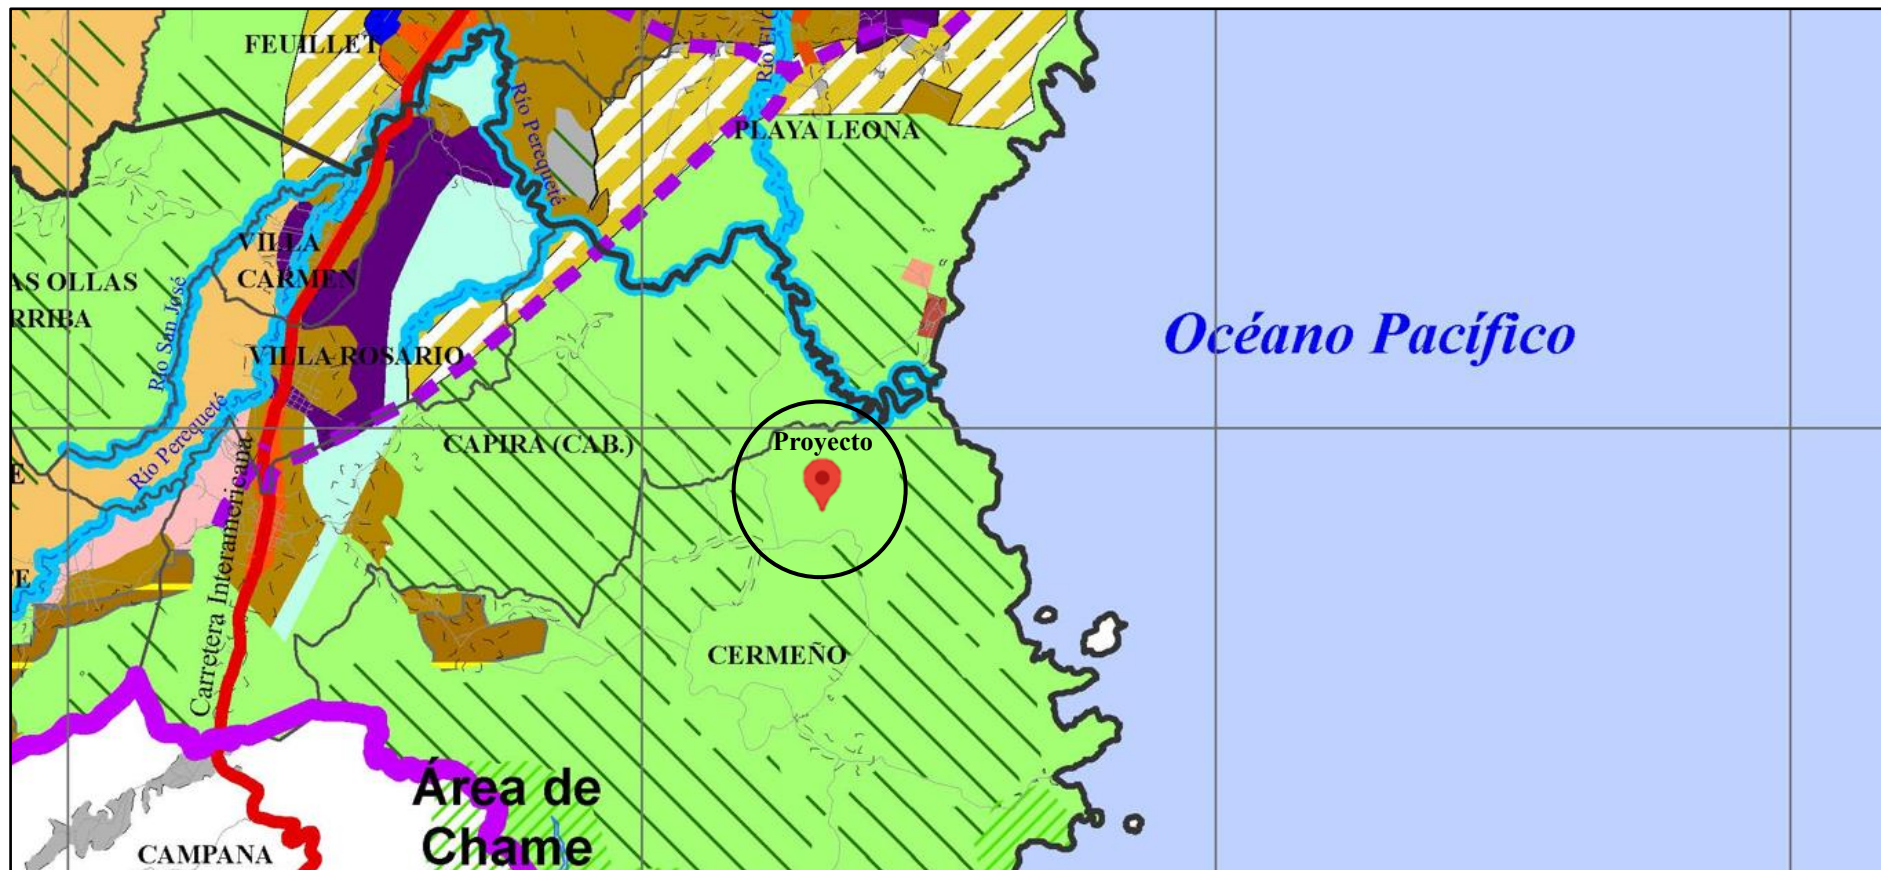 FEUILLET
Río Perequeté
PLAYA LEONA
VILLA
CARMEN
AS OLLAS
RRIBA
Río San José
VILLA ROSARIO
Océano Pacífico
Río Perequeté
CAPIRA (CAB.)
Proyecto
E
E
Carretera Interamericana
CERMEÑO
Área de
Chame
CAMPANA